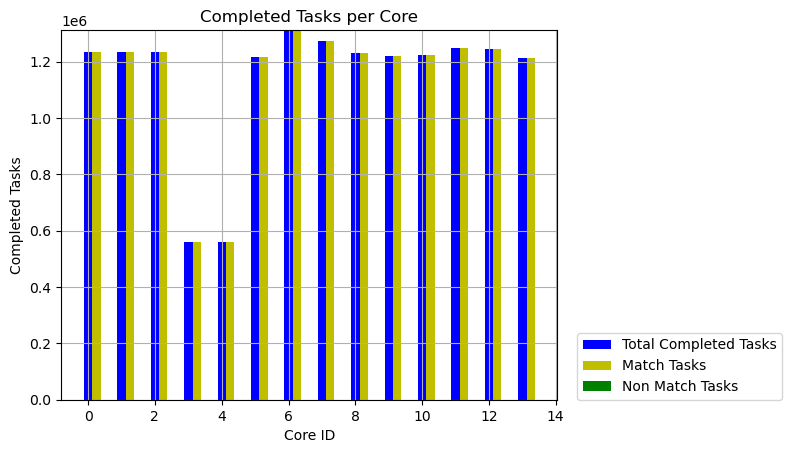 Completed Tasks per Core
1e6
1.2
1.0
0.8
0.6
0.4
0.2
0.0
Completed Tasks
0 2 4 6 8 10 12 14
Core ID
Total Completed Tasks
Match Tasks
Non Match Tasks